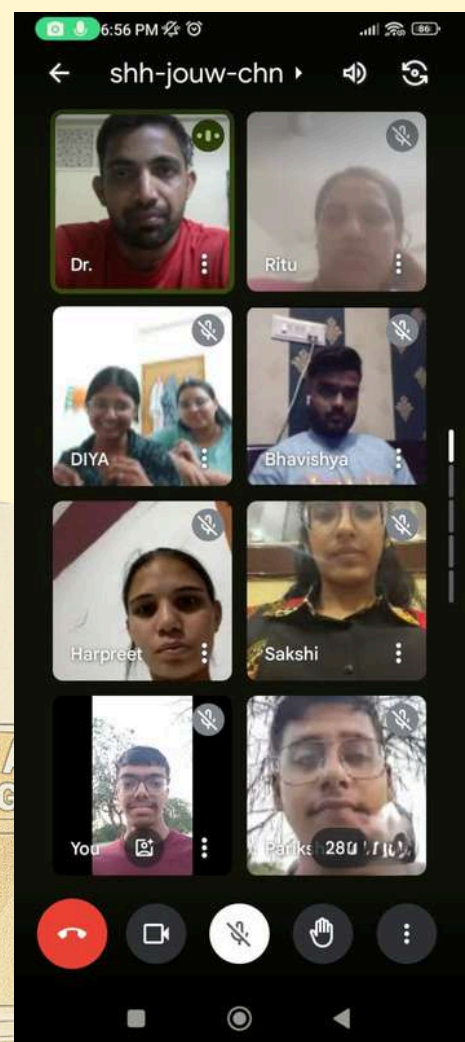 6:56 PM
86
shh-jouw-chn
Dr.
Ritu
DIYA
Bhavishya
Harpreet
Sakshi
You